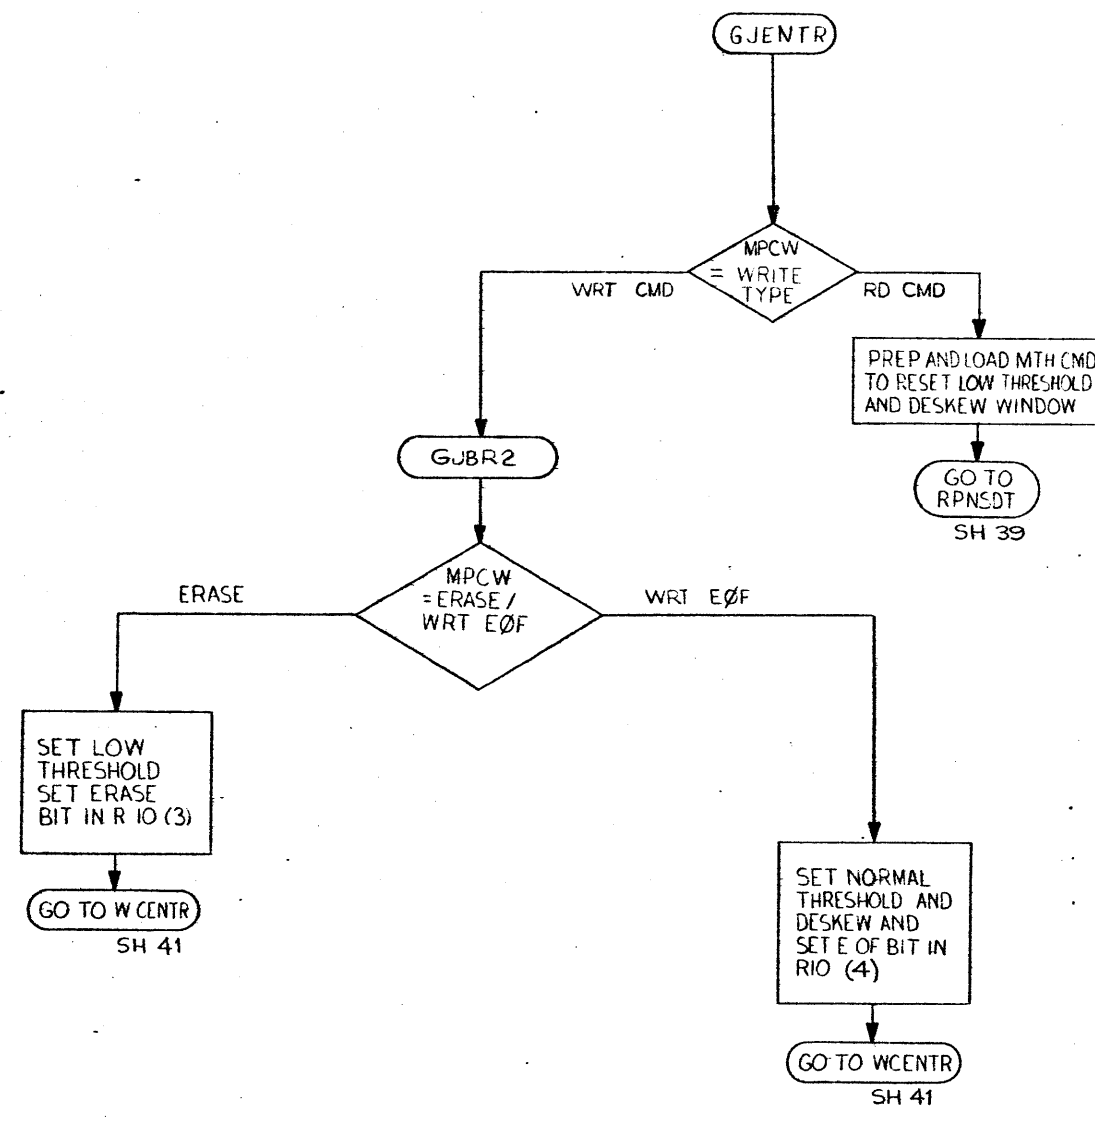 GJENTR
MPCW
= WRITE
TYPE
WRT CMD
RD CMD
PREP AND LOAD MTH CMD
TO RESET LOW THRESHOLD
AND DESKEW WINDOW
GO TO
RPNSDT
SH 39
GJBR2
MPCW
= ERASE /
WRT EØF
ERASE
WRT EØF
SET LOW
THRESHOLD
SET ERASE
BIT IN R10 (3)
GO TO WCENTR
SH 41
SET NORMAL
THRESHOLD AND
DESKEW AND
SET E OF BIT IN
R10 (4)
GO TO WCENTR
SH 41